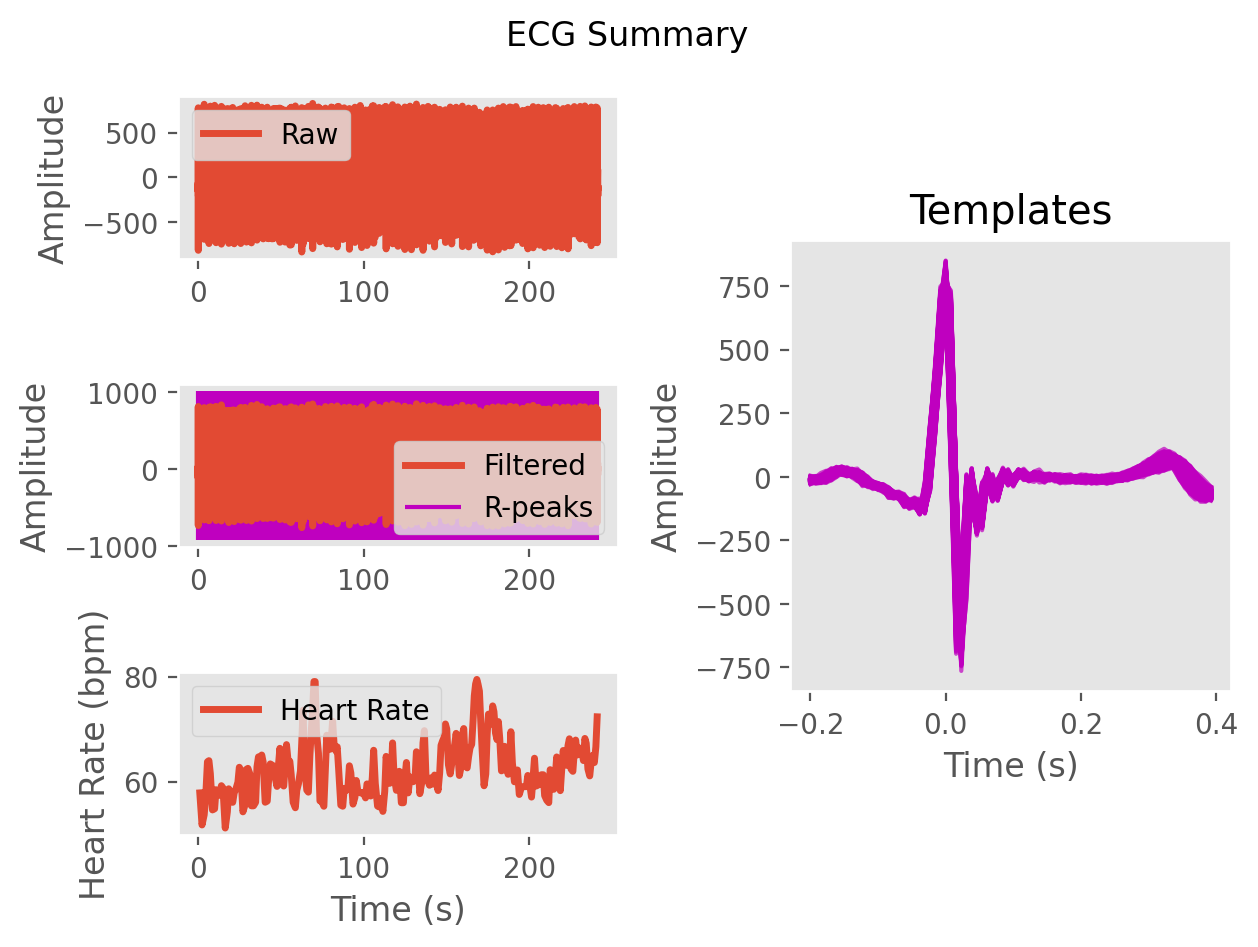 ECG Summary
Amplitude
500
0
−500
Raw
0 100 200
Amplitude
1000
0
−1000
Filtered
R-peaks
0 100 200
Heart Rate (bpm)
80
60
Heart Rate
0 100 200
Time (s)
Templates
Amplitude
750
500
250
0
−250
−500
−750
−0.2 0.0 0.2 0.4
Time (s)